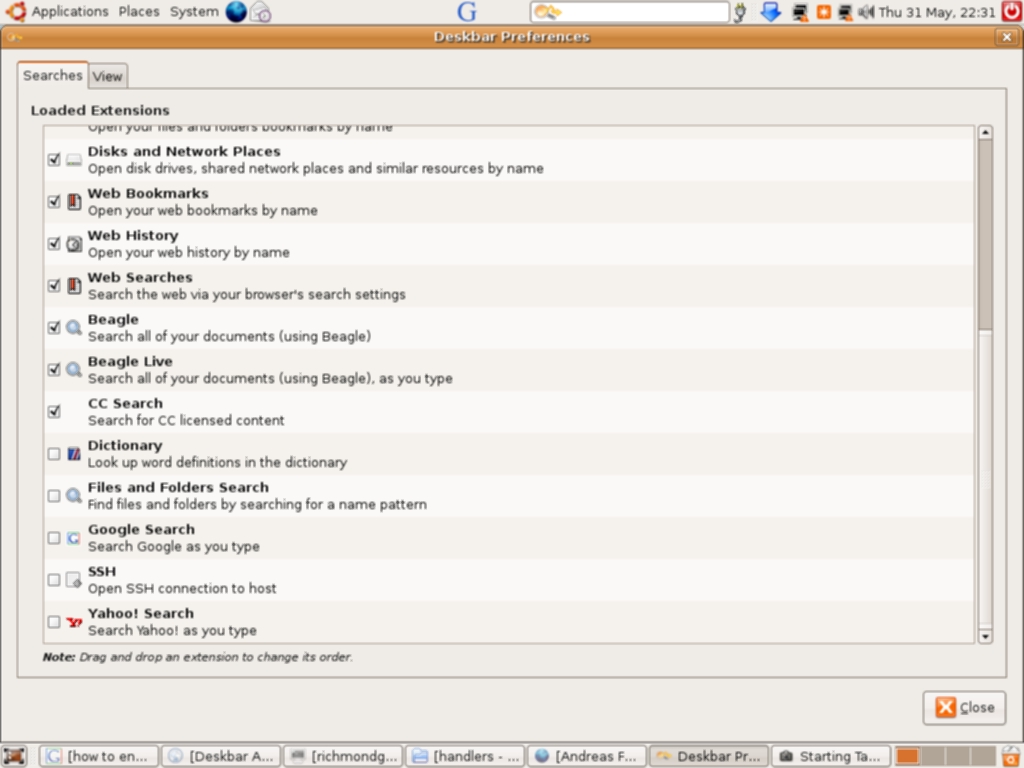 Applications Places System
Thu 31 May, 22:31
Deskbar Preferences
Searches View
Loaded Extensions
Open your files and folders bookmarks by name
Disks and Network Places
Open disk drives, shared network places and similar resources by name
Web Bookmarks
Open your web bookmarks by name
Web History
Open your web history by name
Web Searches
Search the web via your browser's search settings
Beagle
Search all of your documents (using Beagle)
Beagle Live
Search all of your documents (using Beagle), as you type
CC Search
Search for CC licensed content
Dictionary
Look up word definitions in the dictionary
Files and Folders Search
Find files and folders by searching for a name pattern
Google Search
Search Google as you type
SSH
Open SSH connection to host
Yahoo! Search
Search Yahoo! as you type
Note: Drag and drop an extension to change its order.
Close
[how to en... [Deskbar A... [richmondg... [handlers - ... [Andreas F... Deskbar Pr... Starting Ta...